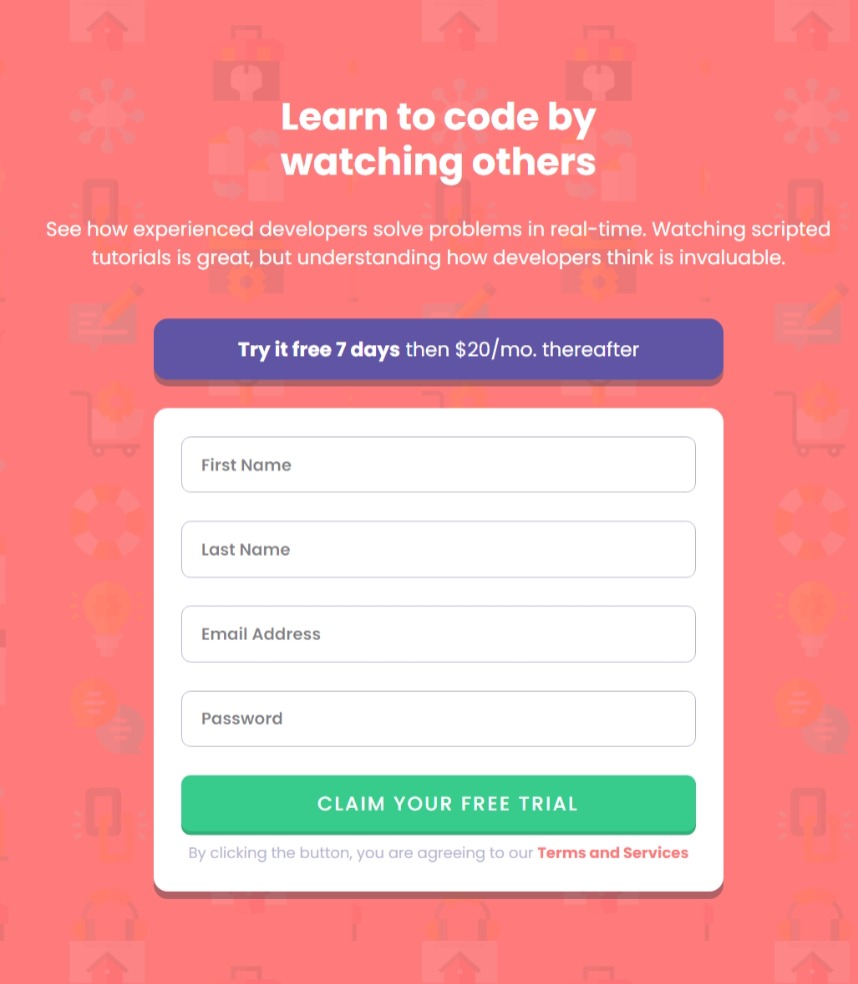 Learn to code by
watching others
See how experienced developers solve problems in real-time. Watching scripted
tutorials is great, but understanding how developers think is invaluable.
Try it free 7 days then $20/mo. thereafter
First Name
Last Name
Email Address
Password
CLAIM YOUR FREE TRIAL
By clicking the button, you are agreeing to our Terms and Services